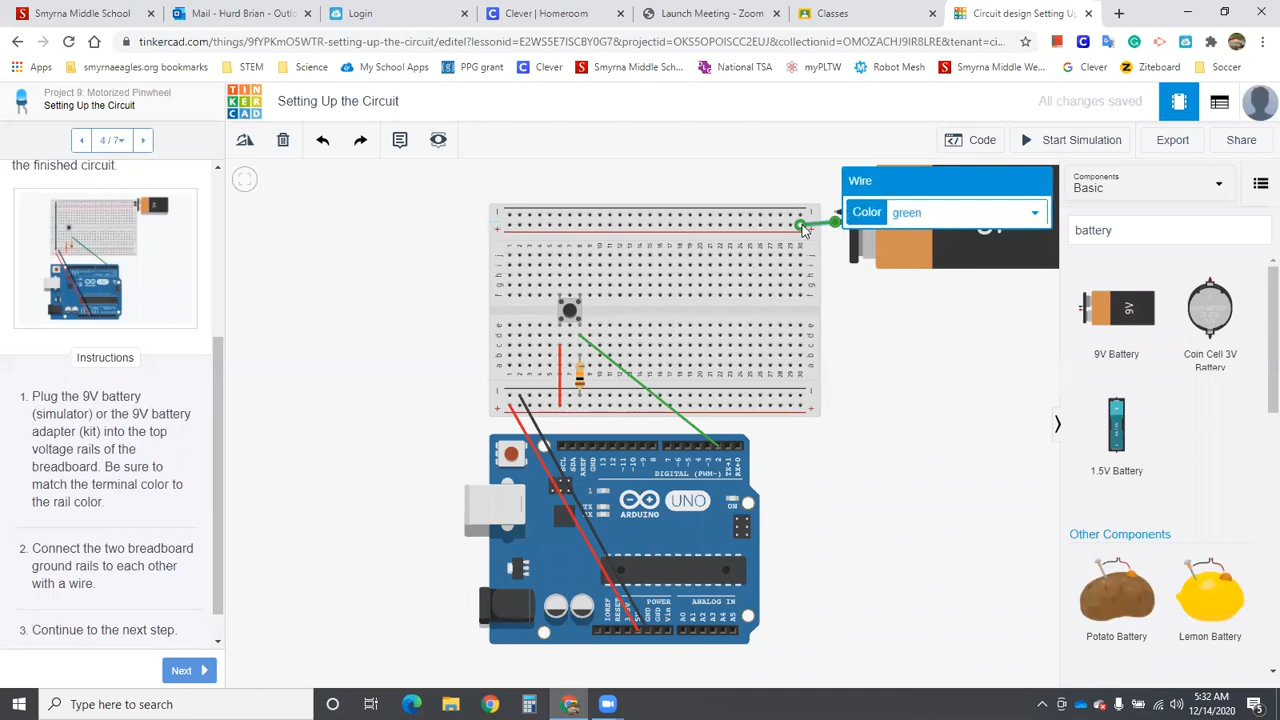 Smyrna Middle School
Mail - Hurd Brian - Outlo
Login
Clever | Homeroom
Launch Meeting - Zoom
Classes
Circuit design Setting Up
tinkercad.com/things/9fYPKmO5WTR-setting-up-the-circuit/editel?lessonid=E2WS5E7ISCBY0G7&projectid=OKS5OPOISCC2EUJ&collectionid=OMOZACHJ9IR8LRE&tenant=ci...
Apps
smyrnaeagles.org bookmarks
STEM
Science
My School Apps
PPG grant
Clever
Smyrna Middle Scho...
National TSA
myPLTW
Robot Mesh
Smyrna Middle We...
Clever
Ziteboard
Soccer
Project 9: Motorized Pinwheel
Setting Up the Circuit
TIN
KER
CAD
Setting Up the Circuit
All changes saved
4/7
Code
Start Simulation
Export
Share
the finished circuit.
Instructions
1. Plug the 9V battery
(simulator) or the 9V battery
adapter (kit) into the top
voltage rails of the
breadboard. Be sure to
match the terminal color to
the rail color.
2. Connect the two breadboard
ground rails to each other
with a wire.
3. Continue to the next step.
Next
Wire
Color
green
DIGITAL (PWM~)
UNO
ARDUINO
ON
POWER
ANALOG IN
Components
Basic
battery
9V
9V Battery
Coin Cell 3V
Battery
1.5V Battery
Other Components
Potato Battery
Lemon Battery
Type here to search
5:32 AM
12/14/2020